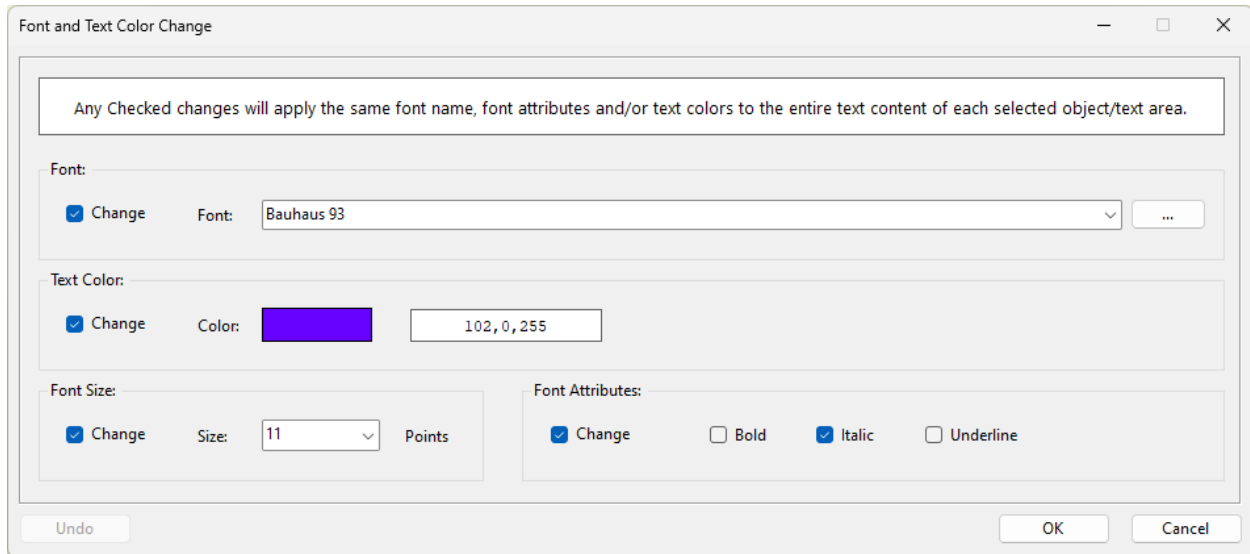 Font and Text Color Change
Any Checked changes will apply the same font name, font attributes and/or text colors to the entire text content of each selected object/text area.
Font:
Change Font: Bauhaus 93 ...
Text Color:
Change Color: 102,0,255
Font Size: Font Attributes:
Change Size: 11 Points Change Bold Italic Underline
Undo OK Cancel